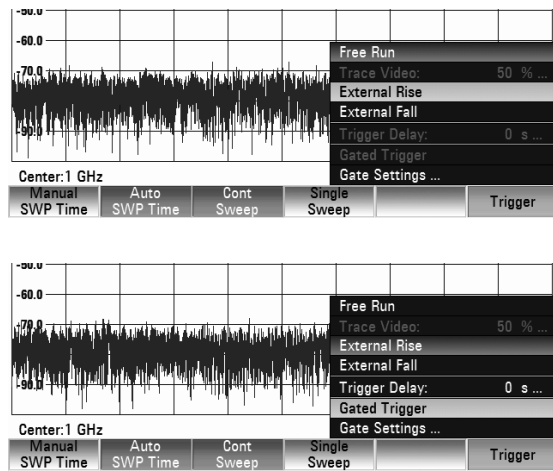 -50.0
-60.0
Free Run
-70.0
Trace Video: 50 % ...
External Rise
External Fall
-90.0
Trigger Delay: 0 s ...
Gated Trigger
Center:1 GHz
Gate Settings ...
Manual SWP Time
Auto SWP Time
Cont Sweep
Single Sweep
Trigger
-50.0
-60.0
Free Run
-70.0
Trace Video: 50 % ...
External Rise
External Fall
-90.0
Trigger Delay: 0 s ...
Gated Trigger
Center:1 GHz
Gate Settings ...
Manual SWP Time
Auto SWP Time
Cont Sweep
Single Sweep
Trigger